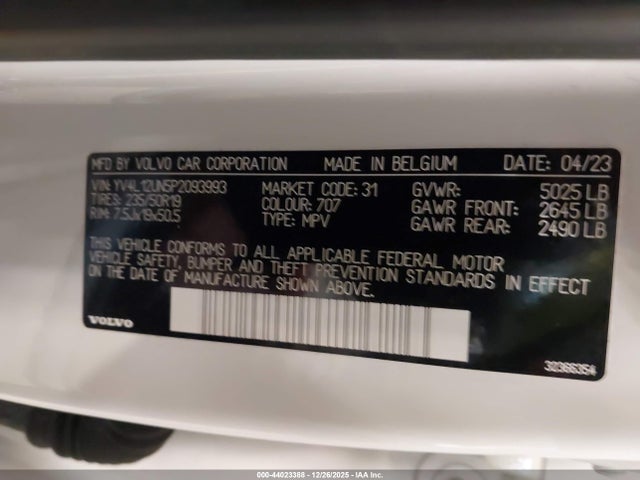 MFD BY VOLVO CAR CORPORATION MADE IN BELGIUM DATE: 04/23
VIN: YV4L12UN5P2093993 MARKET CODE: 31 GVWR: 5025 LB
TIRES: 235/50R19 COLOUR: 707 GAWR FRONT: 2645 LB
RIM: 7.5Jx19x50.5 TYPE: MPV GAWR REAR: 2490 LB
THIS VEHICLE CONFORMS TO ALL APPLICABLE FEDERAL MOTOR
VEHICLE SAFETY, BUMPER AND THEFT PREVENTION STANDARDS IN EFFECT
ON THE DATE OF MANUFACTURE SHOWN ABOVE.
VOLVO
32366354
000-44023368 - 12/26/2025 - IAA Inc.